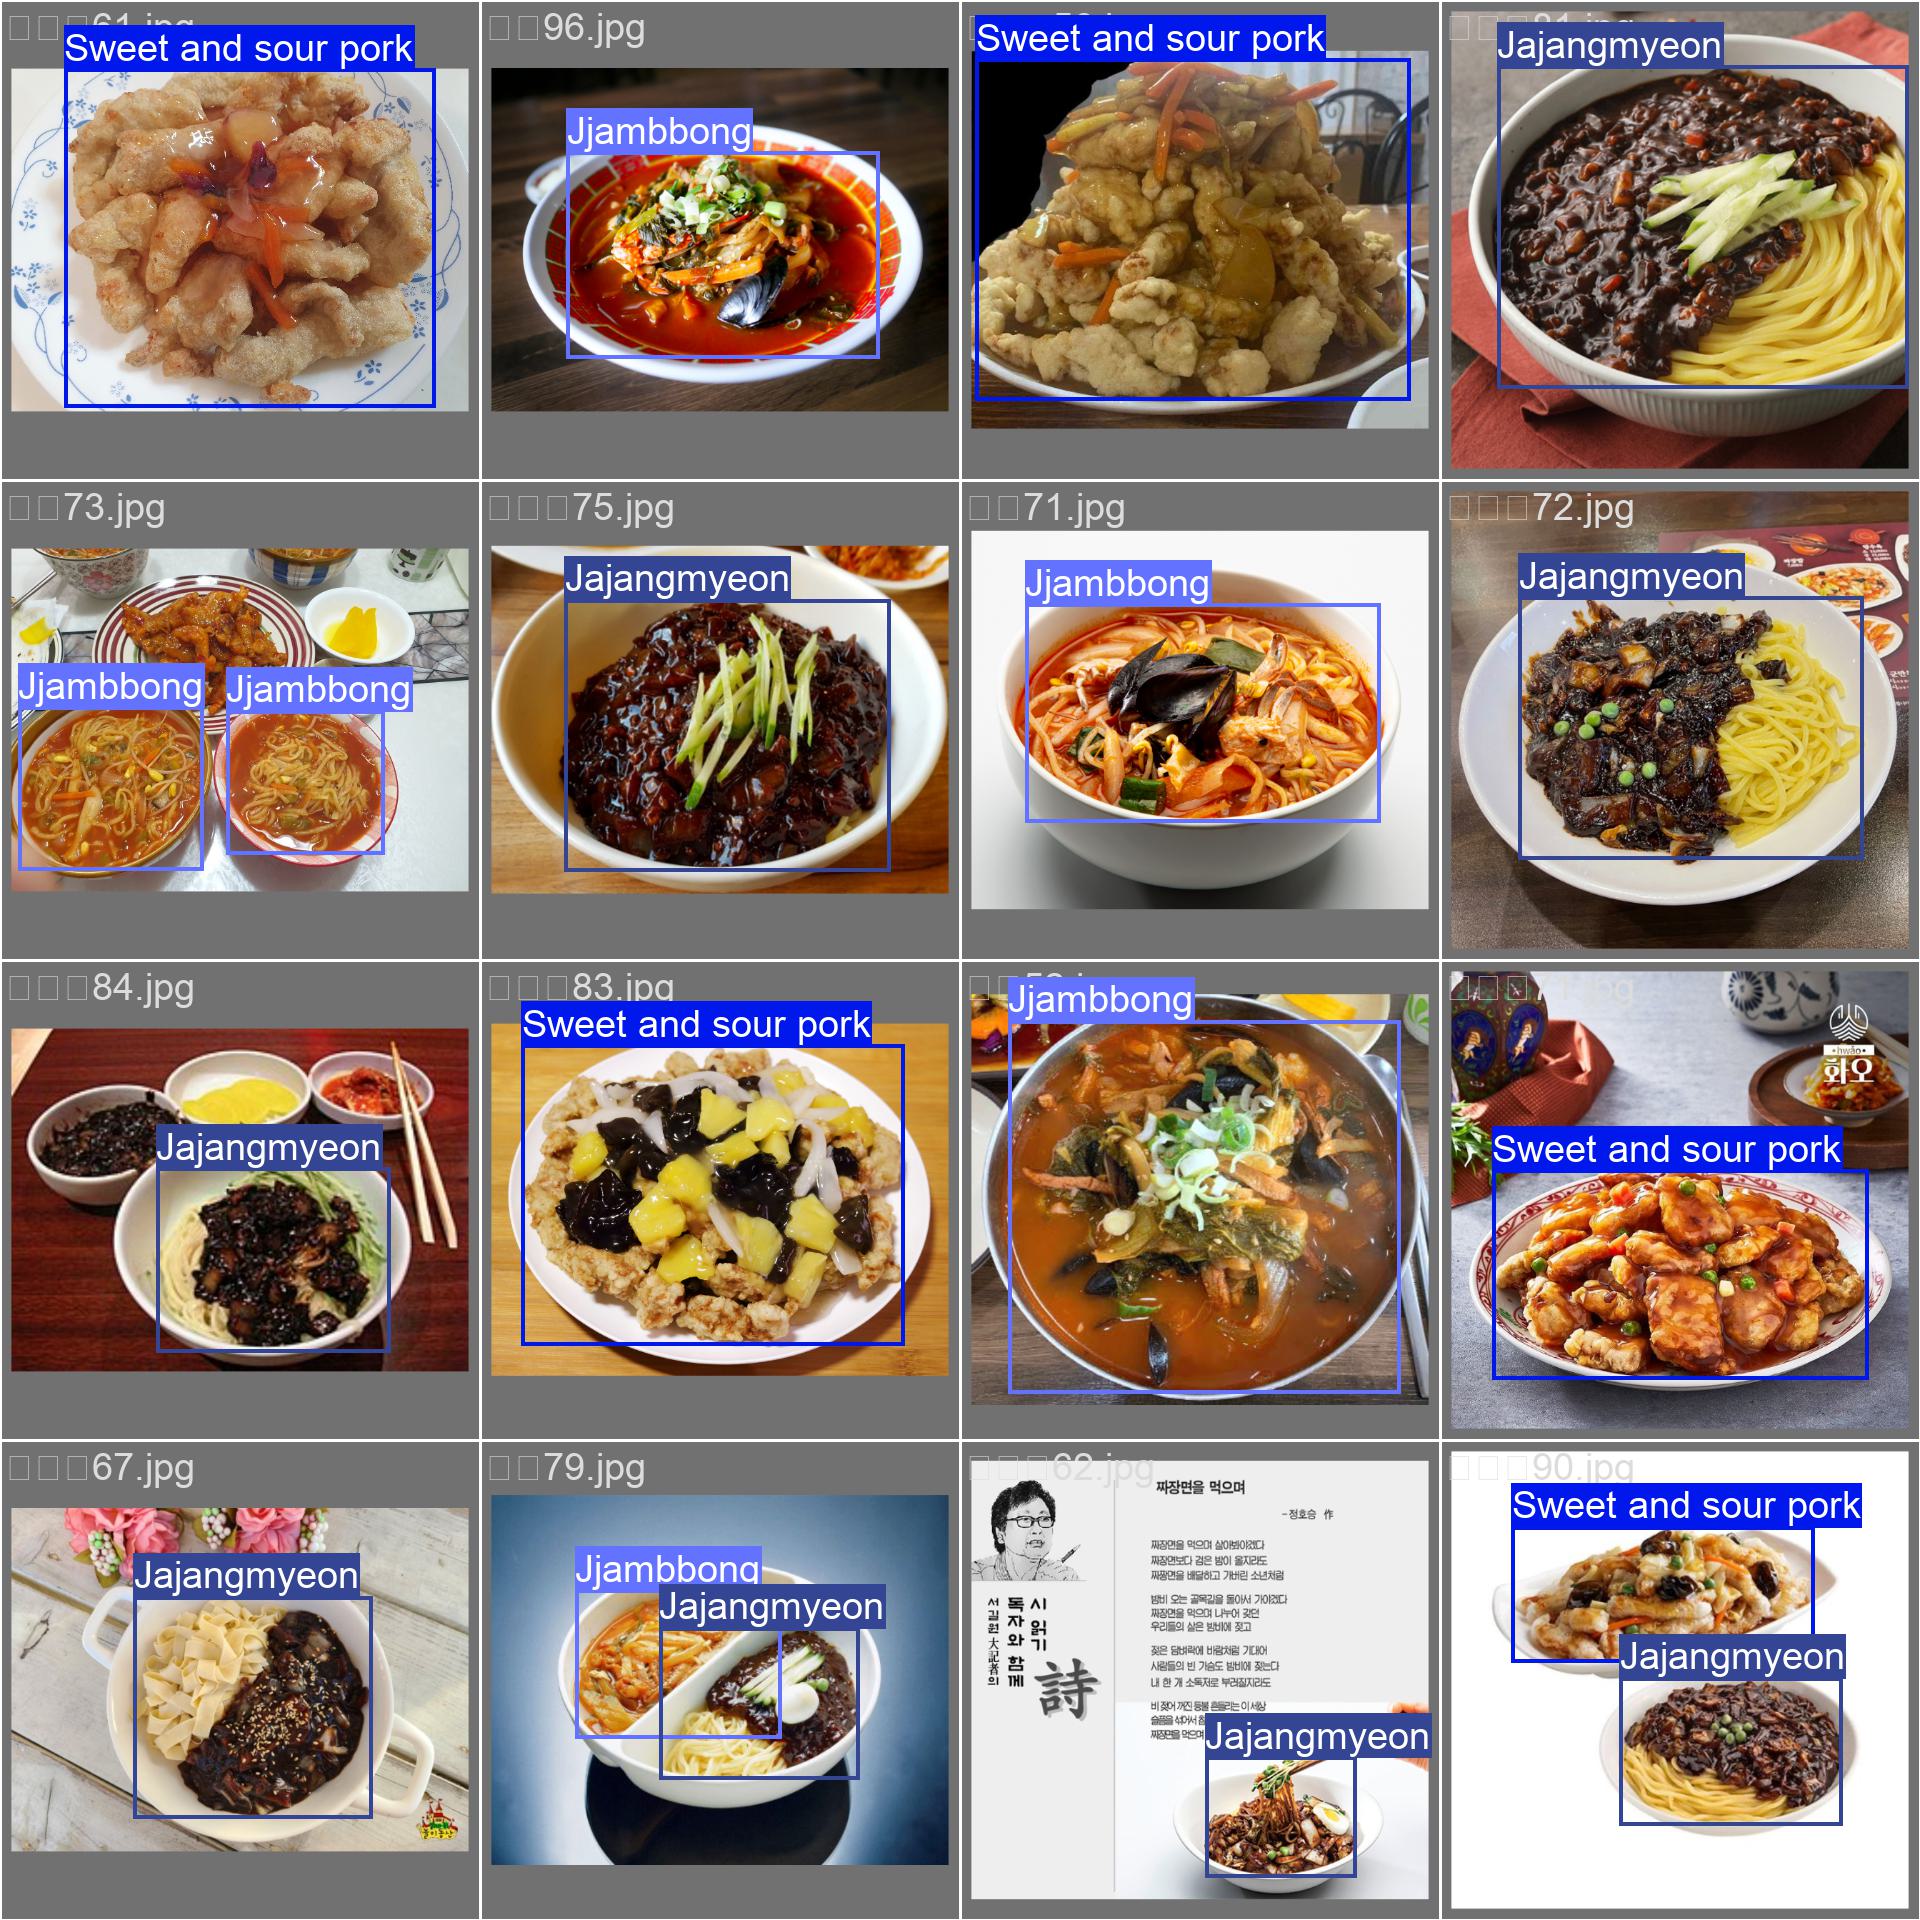 61.jpg
Sweet and sour pork
96.jpg
Jjambbong
Sweet and sour pork
81.jpg
Jajangmyeon
73.jpg
Jjambbong
Jjambbong
75.jpg
Jajangmyeon
71.jpg
Jjambbong
72.jpg
Jajangmyeon
84.jpg
Jajangmyeon
83.jpg
Sweet and sour pork
Jjambbong
hwāo
화오
Sweet and sour pork
67.jpg
Jajangmyeon
79.jpg
Jjambbong
Jajangmyeon
62.jpg
짜장면을 먹으며
-정호승 作
짜장면을 먹으며 살아봐야겠다
짜장면보다 검은 밤이 올지라도
짜짱면을 배달하고 가버린 소년처럼
밤비 오는 골목길을 돌아서 가야겠다
짜장면을 먹으며 나누어 갖던
우리들의 삶은 밤비에 젖고
젖은 담벼락에 바람처럼 기대어
사람들의 빈 가슴도 밤비에 젖는다
내 한 개 소독저로 부러질지라도
비 젖어 꺼진 등불 흔들리는 이 세상
슬픔을 섞어서
짜장면을 먹으며
시 읽기
독자와 함께
서길원 大記者의
詩
Jajangmyeon
90.jpg
Sweet and sour pork
Jajangmyeon